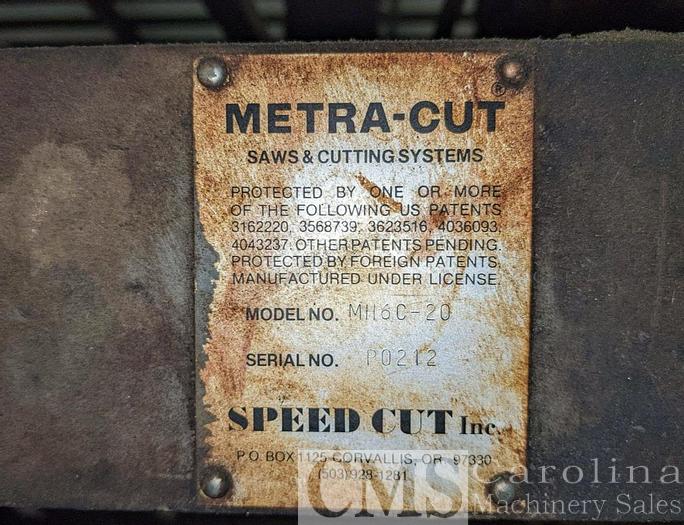 METRA-CUT®
SAWS & CUTTING SYSTEMS
PROTECTED BY ONE OR MORE
OF THE FOLLOWING US PATENTS
3162220, 3568739, 3623516, 4036093,
4043237. OTHER PATENTS PENDING.
PROTECTED BY FOREIGN PATENTS.
MANUFACTURED UNDER LICENSE.
MODEL NO. M116C-20
SERIAL NO. P0212
SPEED CUT Inc.
P.O. BOX 1125 CORVALLIS, OR. 97330
(503) 928-1281
CMS Carolina
Machinery Sales